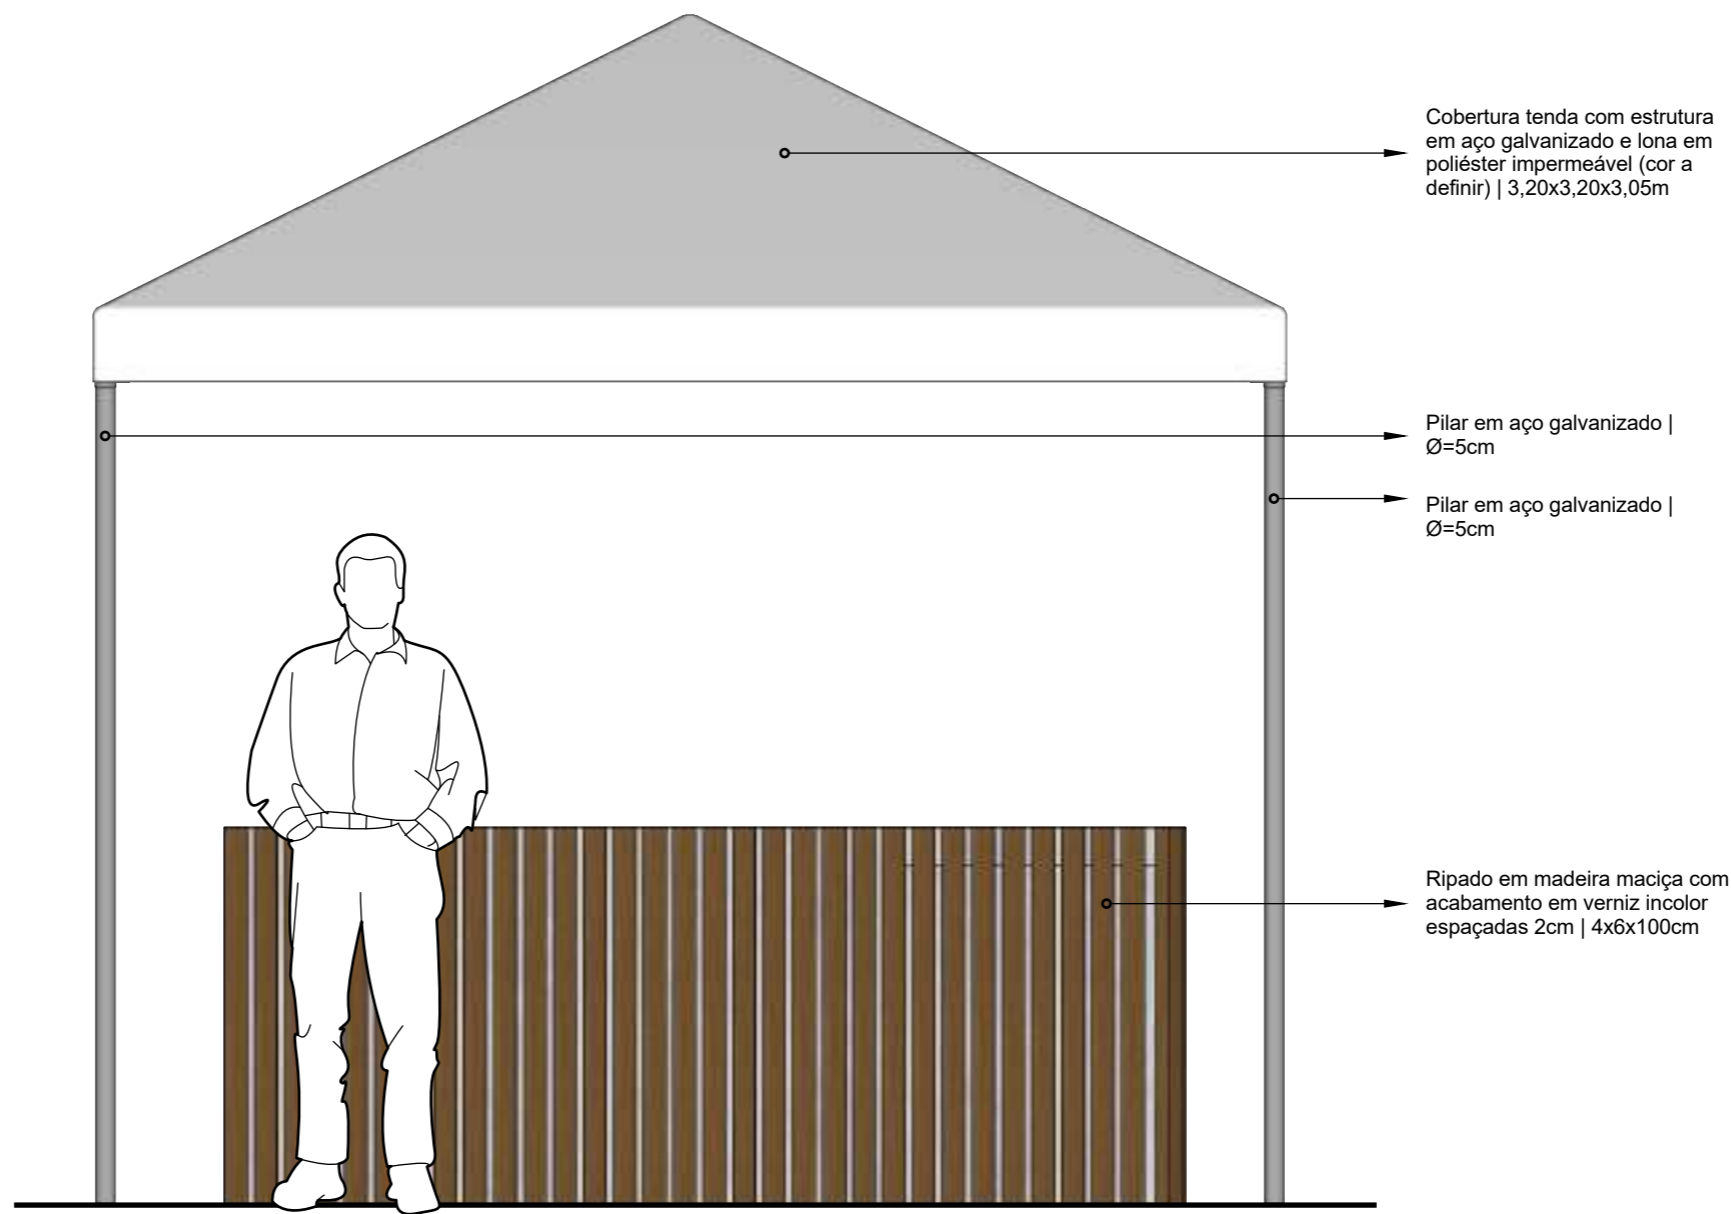 Cobertura tenda com estrutura
em aço galvanizado e lona em
poliéster impermeável (cor a
definir) | 3,20x3,20x3,05m
Pilar em aço galvanizado |
Ø=5cm
Pilar em aço galvanizado |
Ø=5cm
Ripado em madeira maciça com
acabamento em verniz incolor
espaçadas 2cm | 4x6x100cm